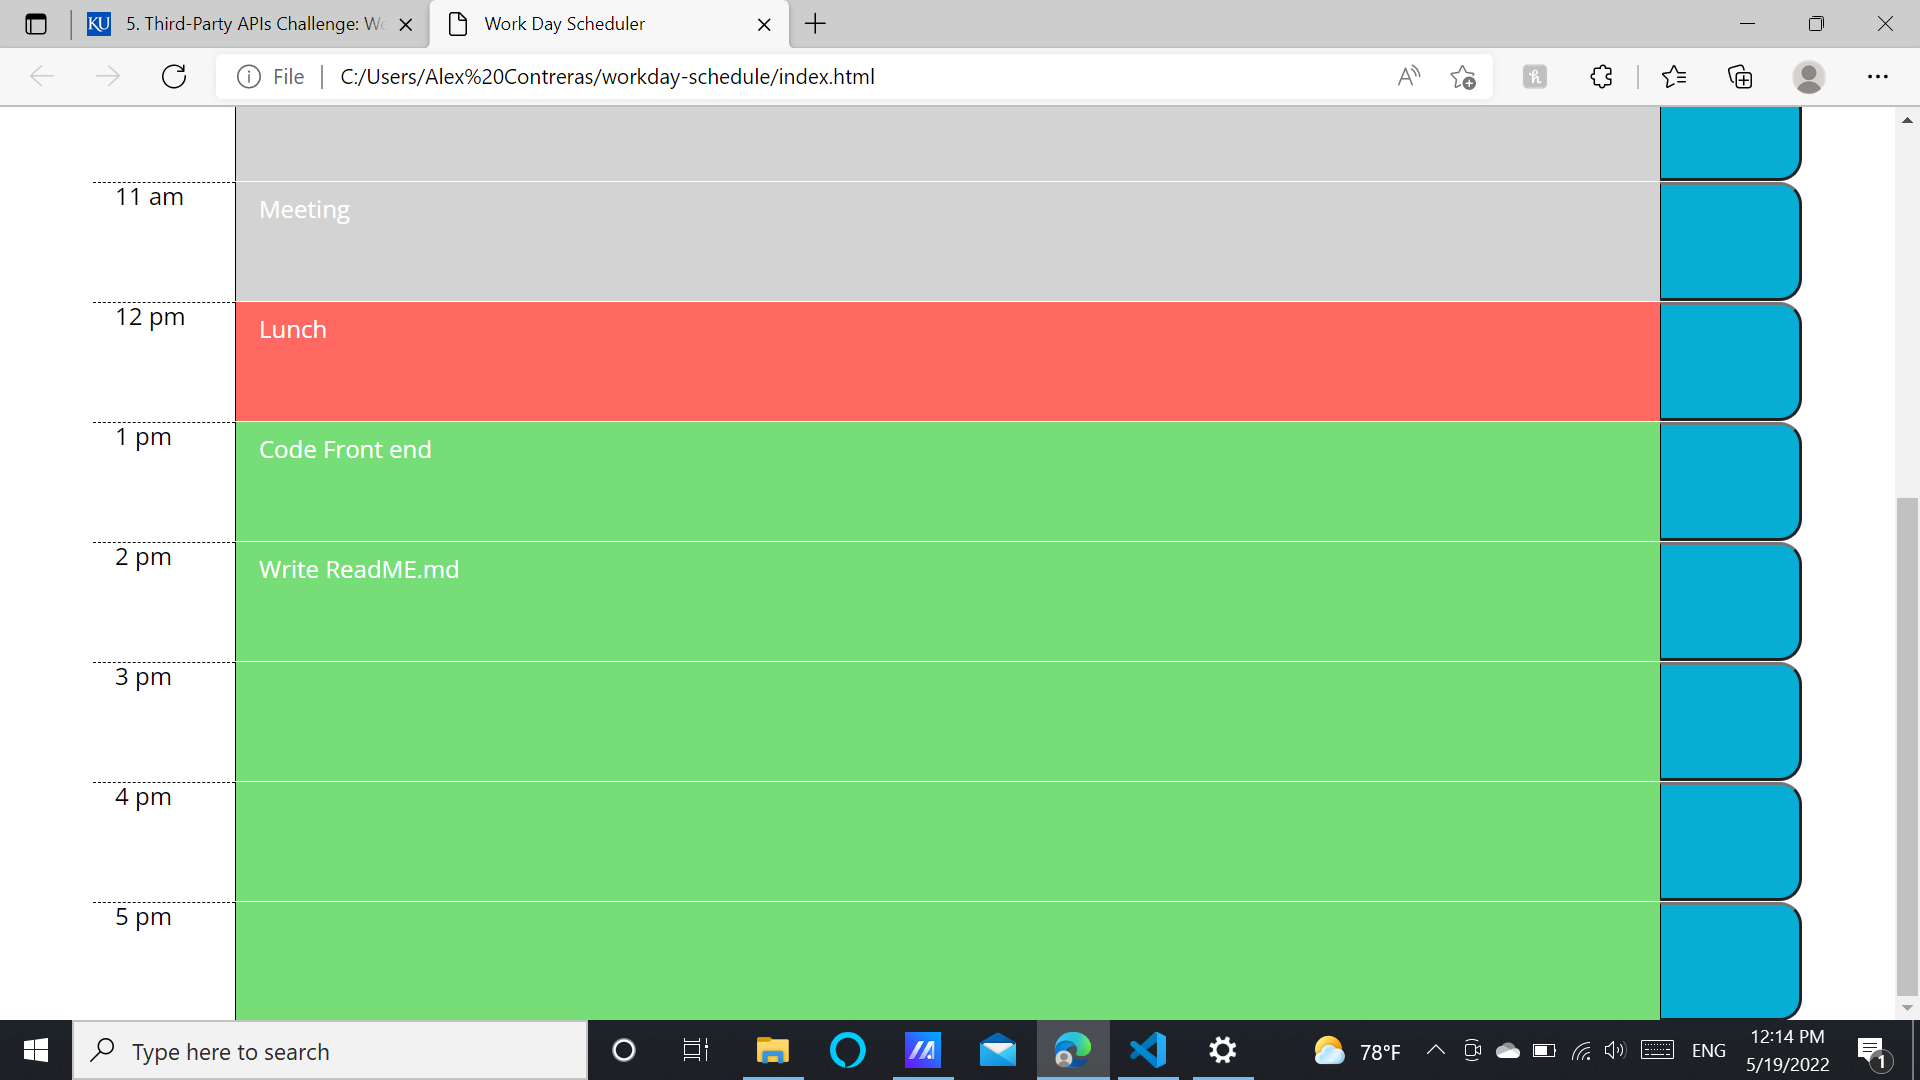 5. Third-Party APIs Challenge: Wo
Work Day Scheduler
File
C:/Users/Alex%20Contreras/workday-schedule/index.html
11 am
Meeting
12 pm
Lunch
1 pm
Code Front end
2 pm
Write ReadME.md
3 pm
4 pm
5 pm
Type here to search
78°F
ENG
12:14 PM
5/19/2022
1
KU